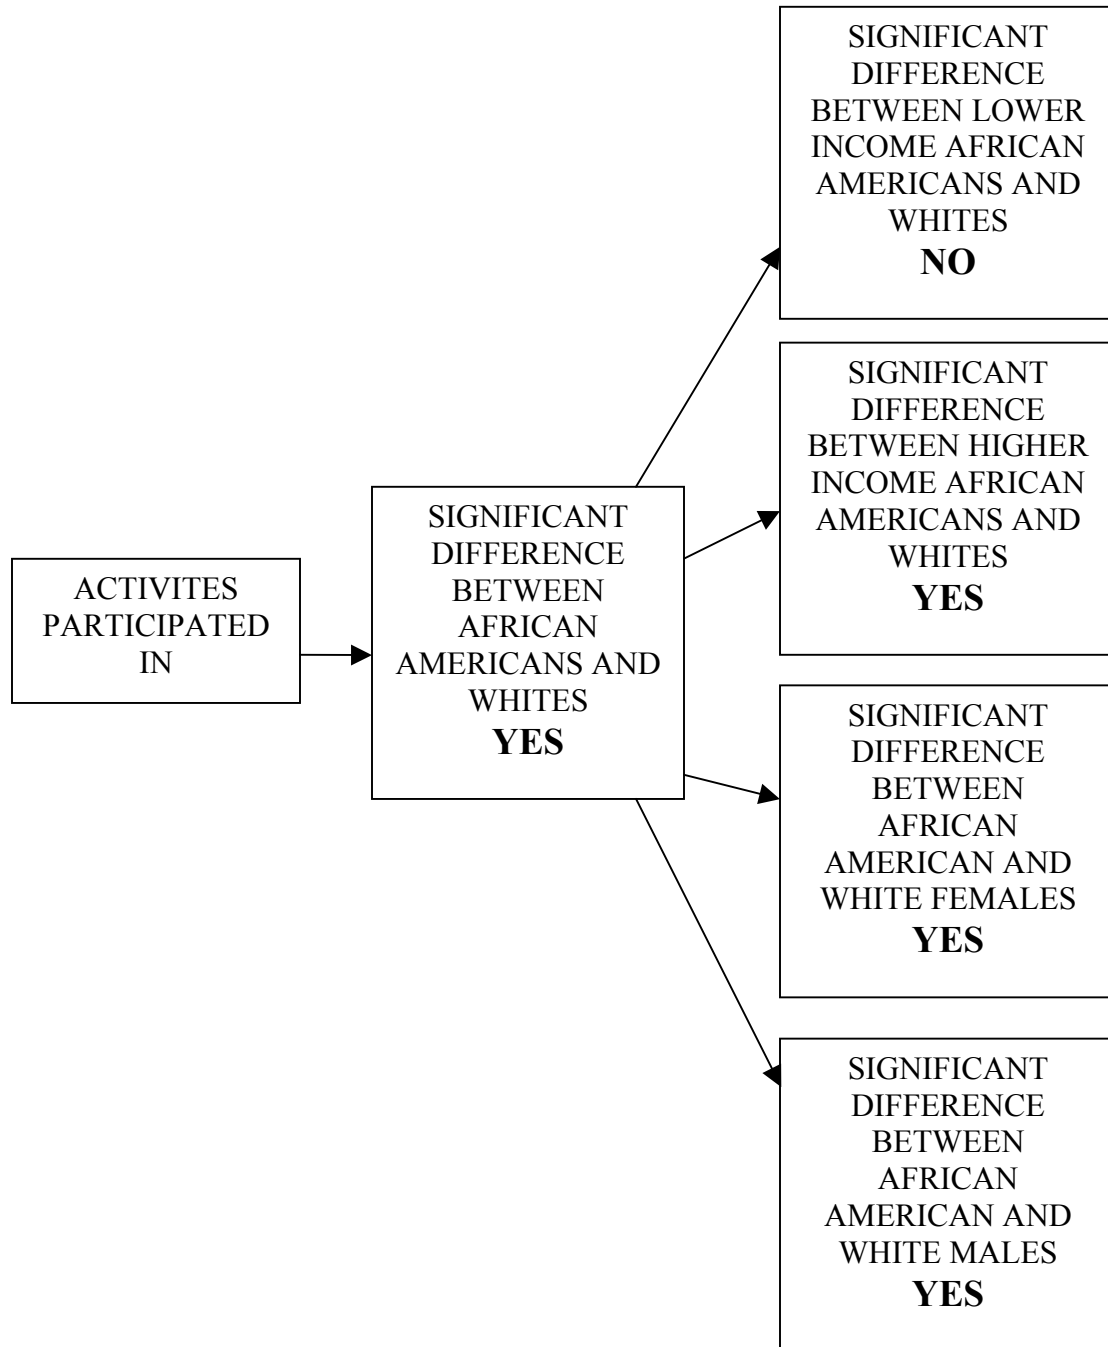 ACTIVITES
PARTICIPATED
IN
SIGNIFICANT
DIFFERENCE
BETWEEN
AFRICAN
AMERICANS AND
WHITES
YES
SIGNIFICANT
DIFFERENCE
BETWEEN LOWER
INCOME AFRICAN
AMERICANS AND
WHITES
NO
SIGNIFICANT
DIFFERENCE
BETWEEN HIGHER
INCOME AFRICAN
AMERICANS AND
WHITES
YES
SIGNIFICANT
DIFFERENCE
BETWEEN
AFRICAN
AMERICAN AND
WHITE FEMALES
YES
SIGNIFICANT
DIFFERENCE
BETWEEN
AFRICAN
AMERICAN AND
WHITE MALES
YES